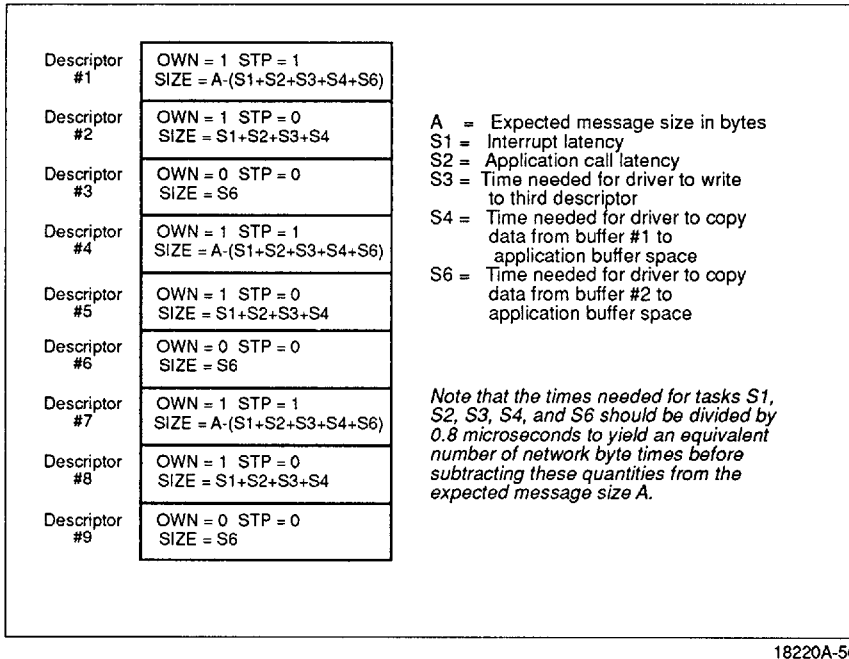 Descriptor #1
OWN = 1 STP = 1
SIZE = A-(S1+S2+S3+S4+S6)
Descriptor #2
OWN = 1 STP = 0
SIZE = S1+S2+S3+S4
Descriptor #3
OWN = 0 STP = 0
SIZE = S6
Descriptor #4
OWN = 1 STP = 1
SIZE = A-(S1+S2+S3+S4+S6)
Descriptor #5
OWN = 1 STP = 0
SIZE = S1+S2+S3+S4
Descriptor #6
OWN = 0 STP = 0
SIZE = S6
Descriptor #7
OWN = 1 STP = 1
SIZE = A-(S1+S2+S3+S4+S6)
Descriptor #8
OWN = 1 STP = 0
SIZE = S1+S2+S3+S4
Descriptor #9
OWN = 0 STP = 0
SIZE = S6
A = Expected message size in bytes
S1 = Interrupt latency
S2 = Application call latency
S3 = Time needed for driver to write
to third descriptor
S4 = Time needed for driver to copy
data from buffer #1 to
application buffer space
S6 = Time needed for driver to copy
data from buffer #2 to
application buffer space
Note that the times needed for tasks S1,
S2, S3, S4, and S6 should be divided by
0.8 microseconds to yield an equivalent
number of network byte times before
subtracting these quantities from the
expected message size A.